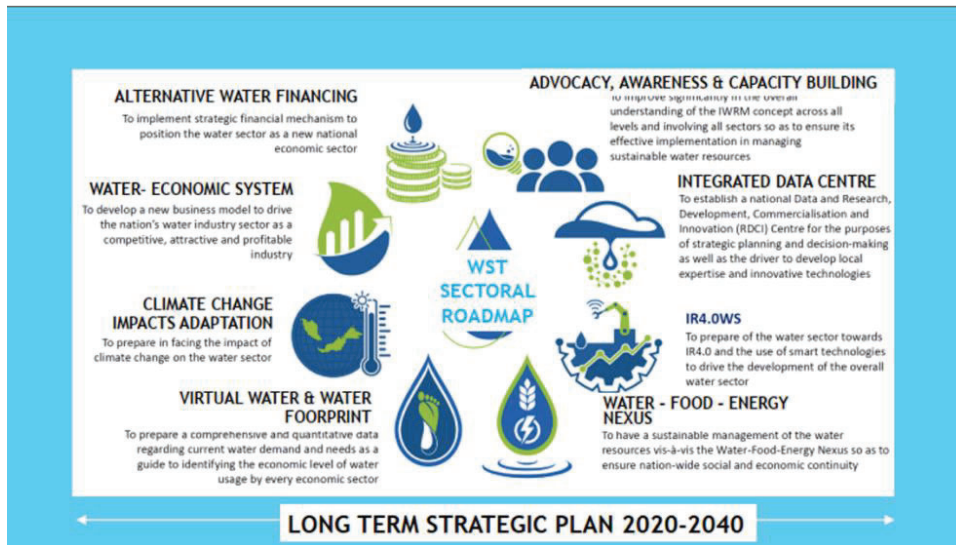 ALTERNATIVE WATER FINANCING
To implement strategic financial mechanism to
position the water sector as a new national
economic sector
WATER- ECONOMIC SYSTEM
To develop a new business model to drive
the nation's water industry sector as a
competitive, attractive and profitable
industry
CLIMATE CHANGE
IMPACTS ADAPTATION
To prepare in facing the impact of
climate change on the water sector
VIRTUAL WATER & WATER
FOORPRINT
To prepare a comprehensive and quantitative data
regarding current water demand and needs as a
guide to identifying the economic level of water
usage by every economic sector
WST
SECTORAL
ROADMAP
ADVOCACY, AWARENESS & CAPACITY BUILDING
To improve significantly in the overall
understanding of the IWRM concept across all
levels and involving all sectors so as to ensure its
effective implementation in managing
sustainable water resources
INTEGRATED DATA CENTRE
To establish a national Data and Research,
Development, Commercialisation and
Innovation (RDCI) Centre for the purposes
of strategic planning and decision-making
as well as the driver to develop local
expertise and innovative technologies
IR4.0WS
To prepare of the water sector towards
IR4.0 and the use of smart technologies
to drive the development of the overall
water sector
WATER - FOOD - ENERGY
NEXUS
To have a sustainable management of the water
resources vis-à-vis the Water-Food-Energy Nexus so as to
ensure nation-wide social and economic continuity
LONG TERM STRATEGIC PLAN 2020-2040